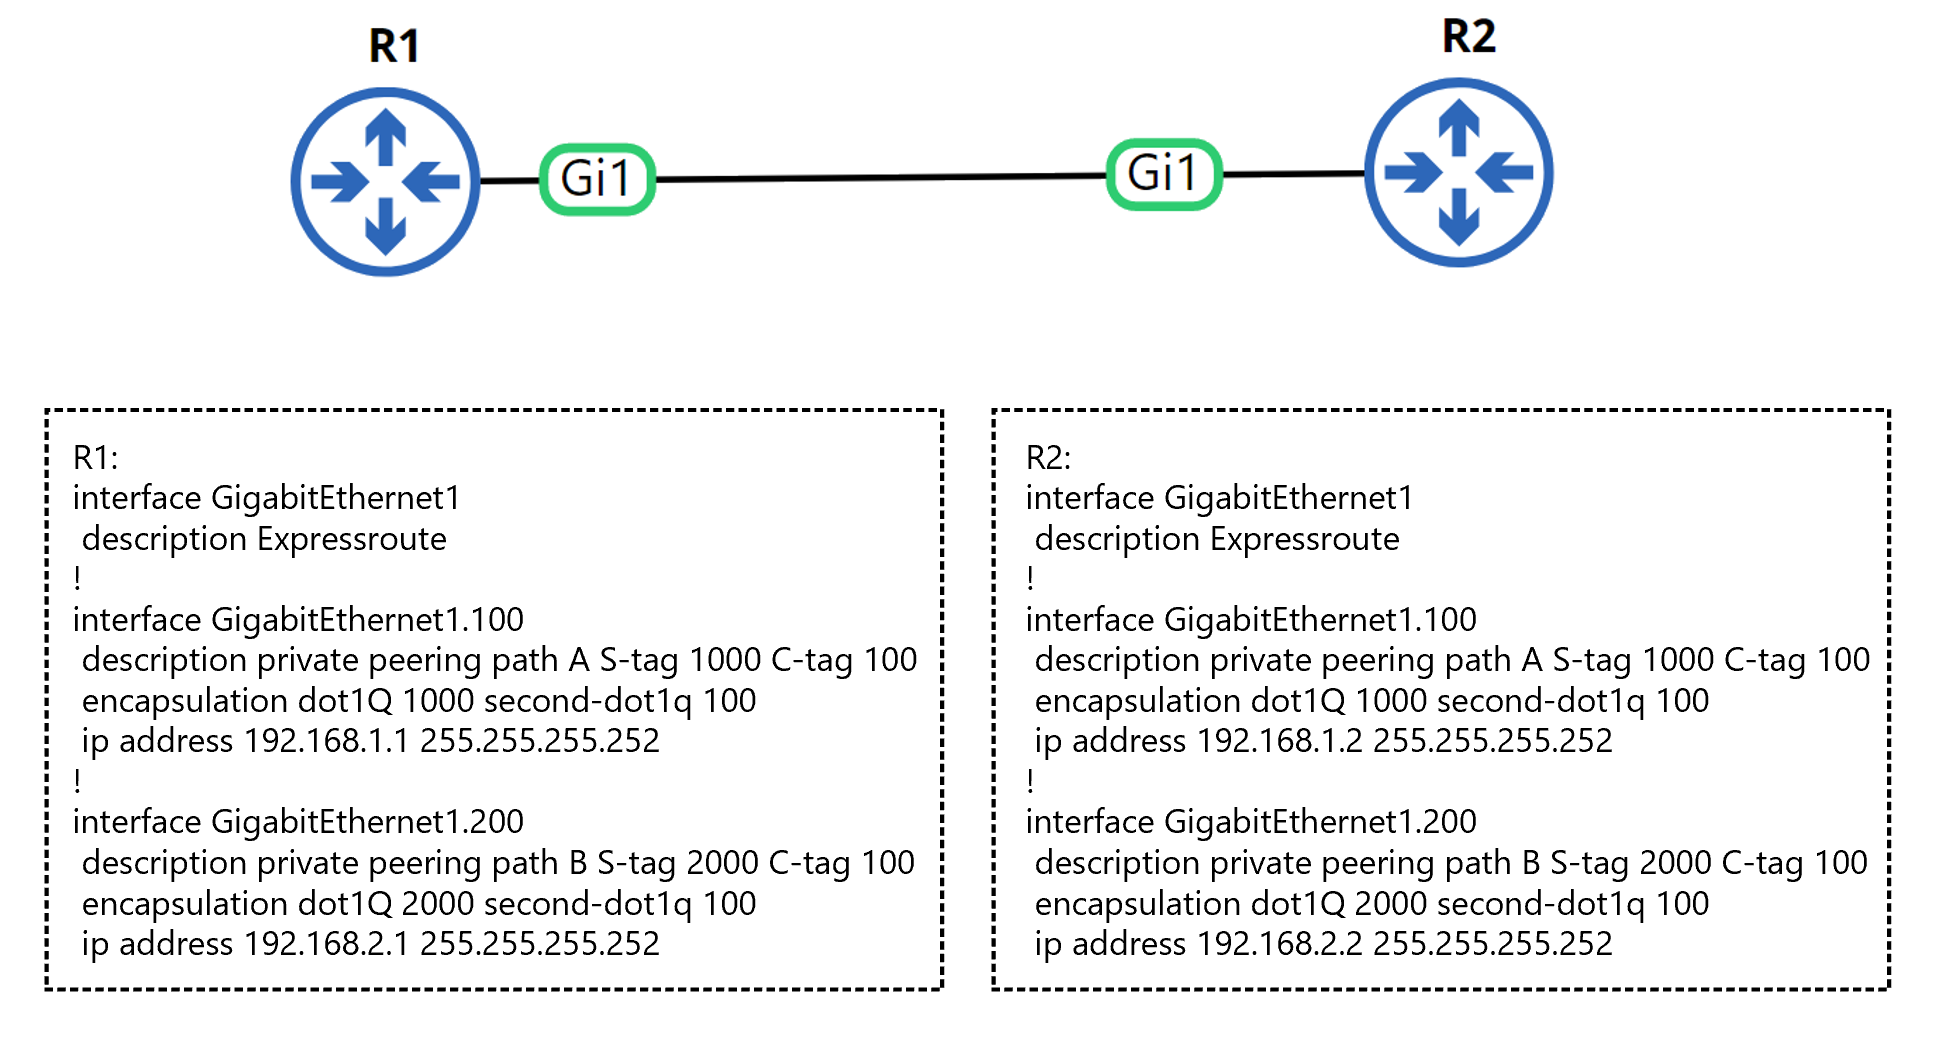 R1
R2
Gi1
Gi1
R1:
interface GigabitEthernet1
description Expressroute
!
interface GigabitEthernet1.100
description private peering path A S-tag 1000 C-tag 100
encapsulation dot1Q 1000 second-dot1q 100
ip address 192.168.1.1 255.255.255.252
!
interface GigabitEthernet1.200
description private peering path B S-tag 2000 C-tag 100
encapsulation dot1Q 2000 second-dot1q 100
ip address 192.168.2.1 255.255.255.252
R2:
interface GigabitEthernet1
description Expressroute
!
interface GigabitEthernet1.100
description private peering path A S-tag 1000 C-tag 100
encapsulation dot1Q 1000 second-dot1q 100
ip address 192.168.1.2 255.255.255.252
!
interface GigabitEthernet1.200
description private peering path B S-tag 2000 C-tag 100
encapsulation dot1Q 2000 second-dot1q 100
ip address 192.168.2.2 255.255.255.252